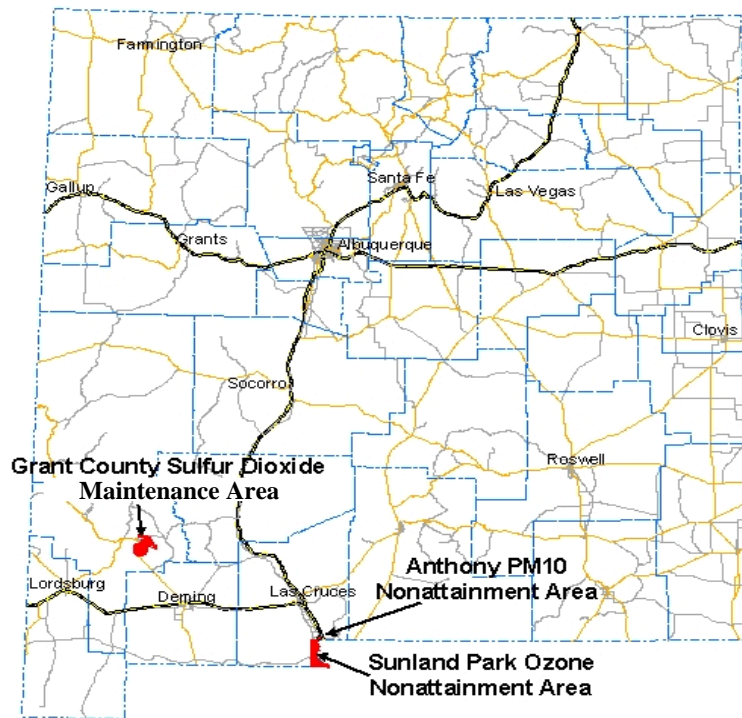 Farmington
Santa Fe
Gallup
Las Vegas
Grants
Albuquerque
Clovis
Socorro
Roswell
Grant County Sulfur Dioxide
Maintenance Area
Anthony PM10
Nonattainment Area
Lordsburg
Deming
Las Cruces
Sunland Park Ozone
Nonattainment Area